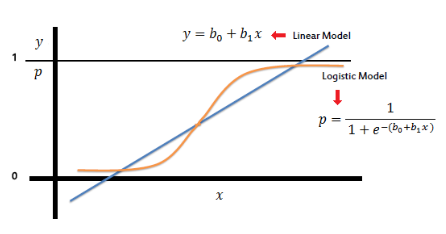 y
y = b₀ + b₁x
Linear Model
1
p
Logistic Model
p = 1 / 1 + e^−(b₀+b₁x)
0
x